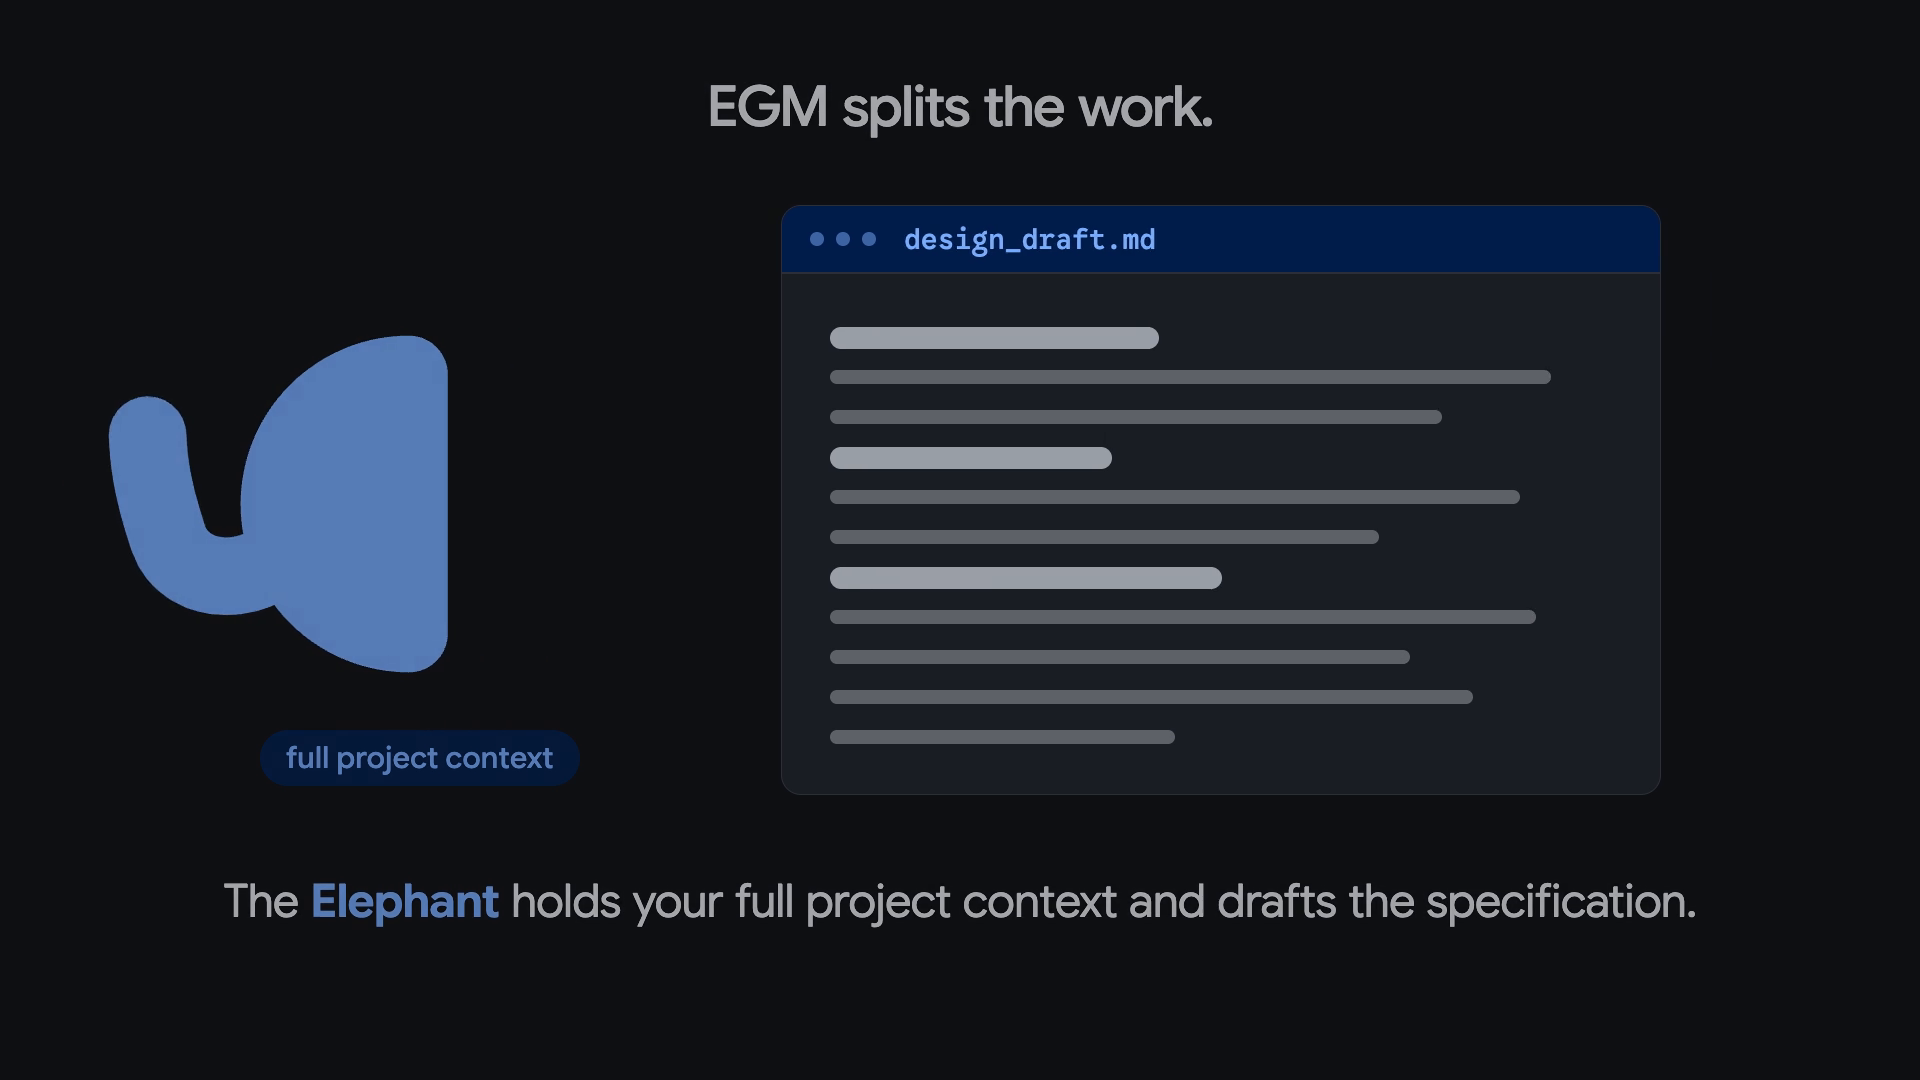 EGM splits the work.
design_draft.md
full project context
The Elephant holds your full project context and drafts the specification.